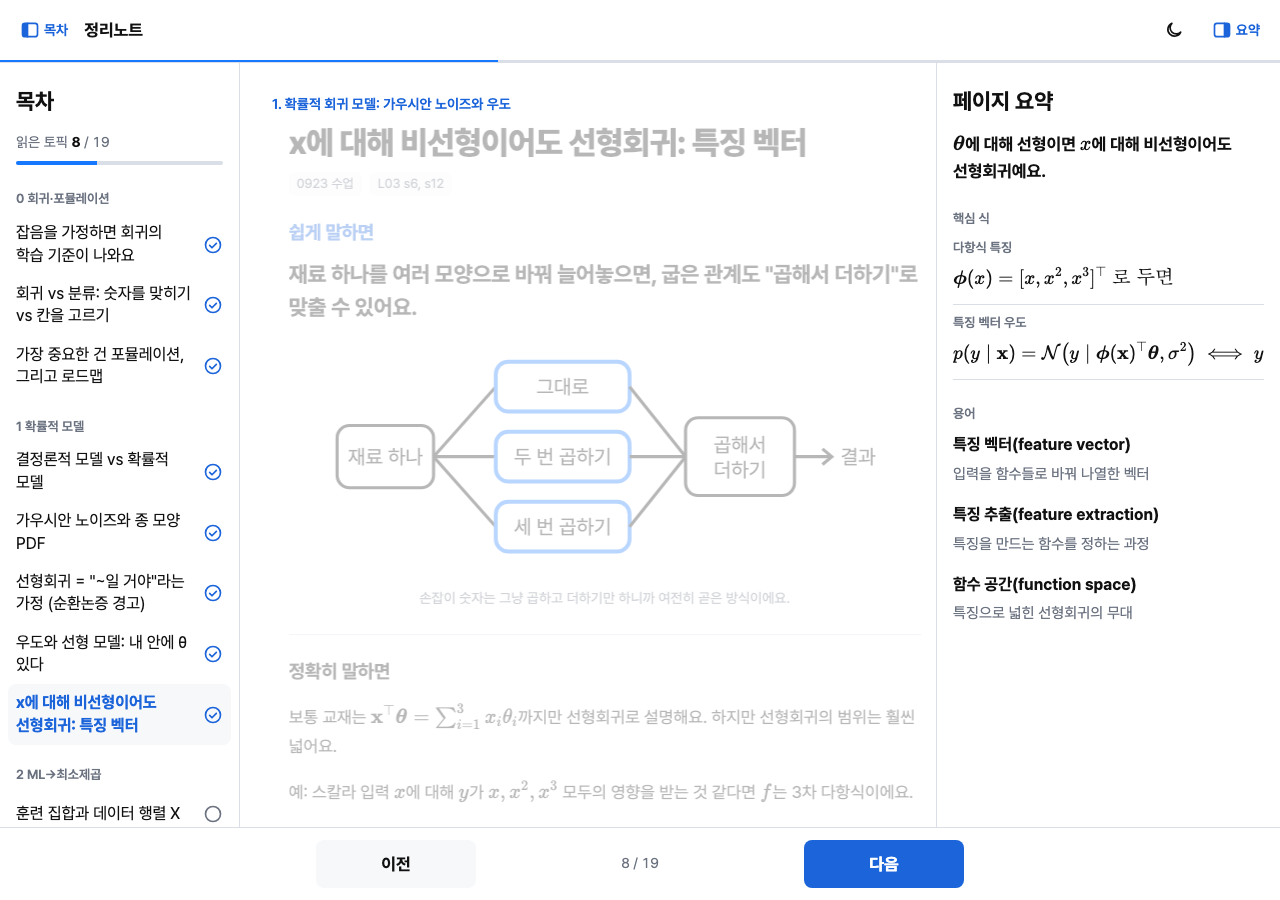 목차
정리노트
요약
목차
읽은 토픽 8 / 19
0 회귀·포뮬레이션
잡음을 가정하면 회귀의
학습 기준이 나와요
회귀 vs 분류: 숫자를 맞히기
vs 칸을 고르기
가장 중요한 건 포뮬레이션,
그리고 로드맵
1 확률적 모델
결정론적 모델 vs 확률적
모델
가우시안 노이즈와 종 모양
PDF
선형회귀 = "~일 거야"라는
가정 (순환논증 경고)
우도와 선형 모델: 내 안에 θ
있다
x에 대해 비선형이어도
선형회귀: 특징 벡터
2 ML→최소제곱
훈련 집합과 데이터 행렬 X
1. 확률적 회귀 모델: 가우시안 노이즈와 우도
x에 대해 비선형이어도 선형회귀: 특징 벡터
0923 수업
L03 s6, s12
쉽게 말하면
재료 하나를 여러 모양으로 바꿔 늘어놓으면, 굽은 관계도 "곱해서 더하기"로
맞출 수 있어요.
재료 하나
그대로
두 번 곱하기
세 번 곱하기
곱해서
더하기
결과
손잡이 숫자는 그냥 곱하고 더하기만 하니까 여전히 곧은 방식이에요.
정확히 말하면
보통 교재는 x⊤θ = ∑³ᵢ₌₁ xᵢθᵢ까지만 선형회귀로 설명해요. 하지만 선형회귀의 범위는 훨씬
넓어요.
예: 스칼라 입력 x에 대해 y가 x, x², x³ 모두의 영향을 받는 것 같다면 f는 3차 다항식이에요.
페이지 요약
θ에 대해 선형이면 x에 대해 비선형이어도
선형회귀예요.
핵심 식
다항식 특징
ϕ(x) = [x, x², x³]⊤ 로 두면
특징 벡터 우도
p(y | x) = 𝒩(y | ϕ(x)⊤θ, σ²) ⟺ y
용어
특징 벡터(feature vector)
입력을 함수들로 바꿔 나열한 벡터
특징 추출(feature extraction)
특징을 만드는 함수를 정하는 과정
함수 공간(function space)
특징으로 넓힌 선형회귀의 무대
이전
8 / 19
다음